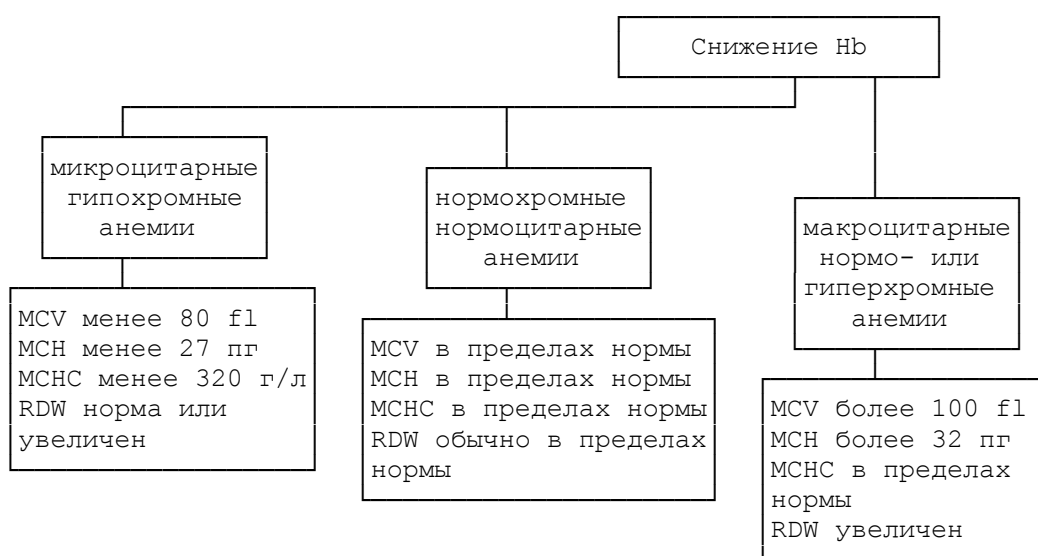 Снижение Hb
микроцитарные
гипохромные
анемии
нормохромные
нормоцитарные
анемии
макроцитарные
нормо- или
гиперхромные
анемии
MCV менее 80 fl
MCH менее 27 пг
MCHC менее 320 г/л
RDW норма или
увеличен
MCV в пределах нормы
MCH в пределах нормы
MCHC в пределах нормы
RDW обычно в пределах
нормы
MCV более 100 fl
MCH более 32 пг
MCHC в пределах
нормы
RDW увеличен